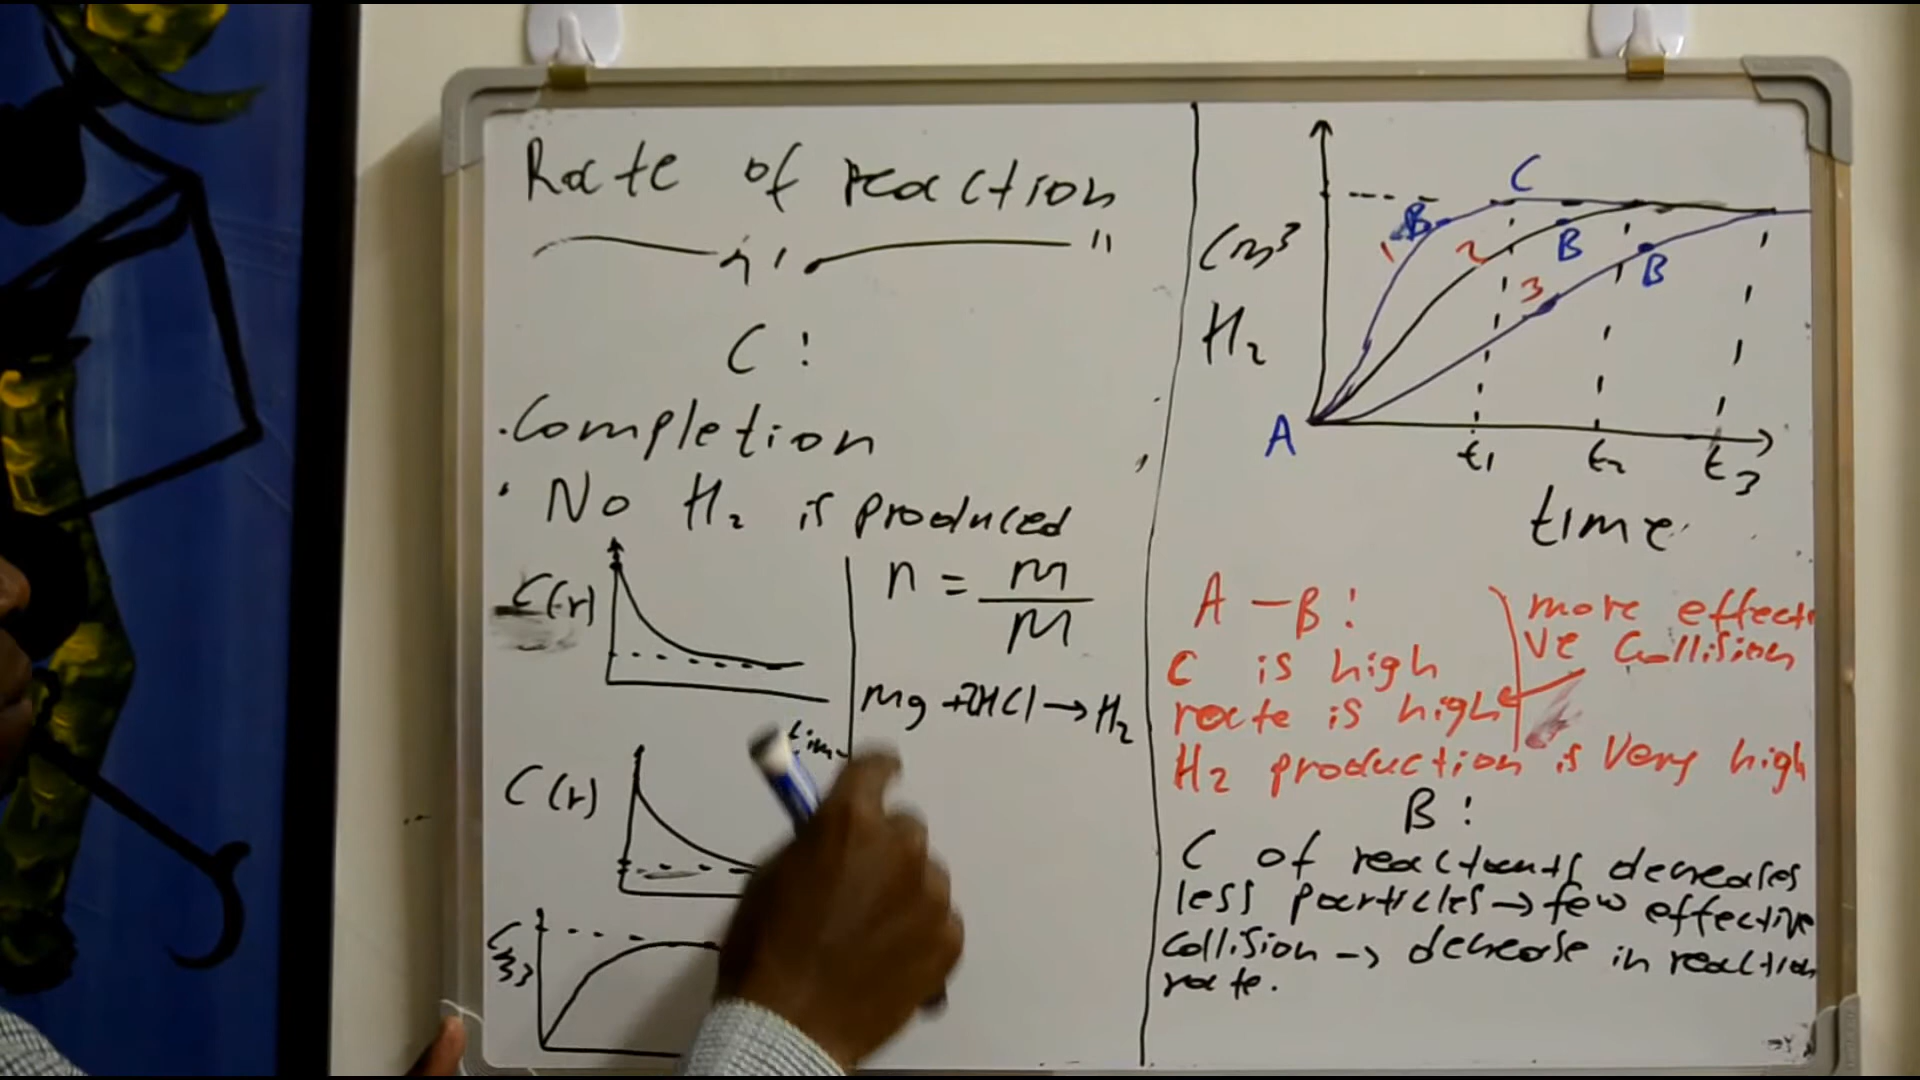 Rate of reaction
C :
. Completion
. No H₂ is produced
C(r)
n = m
M
Mg + 2HCl → H₂
C(r)
C
cm³
H₂
1
2
3
B
B
B
A
t₁
t₂
t₃
time
A - B :
C is high
rate is high
H₂ production is very high
more effecti
ve Collision
B :
C of reactants decreases
less particles → few effective
collision → decrease in reaction
rate.